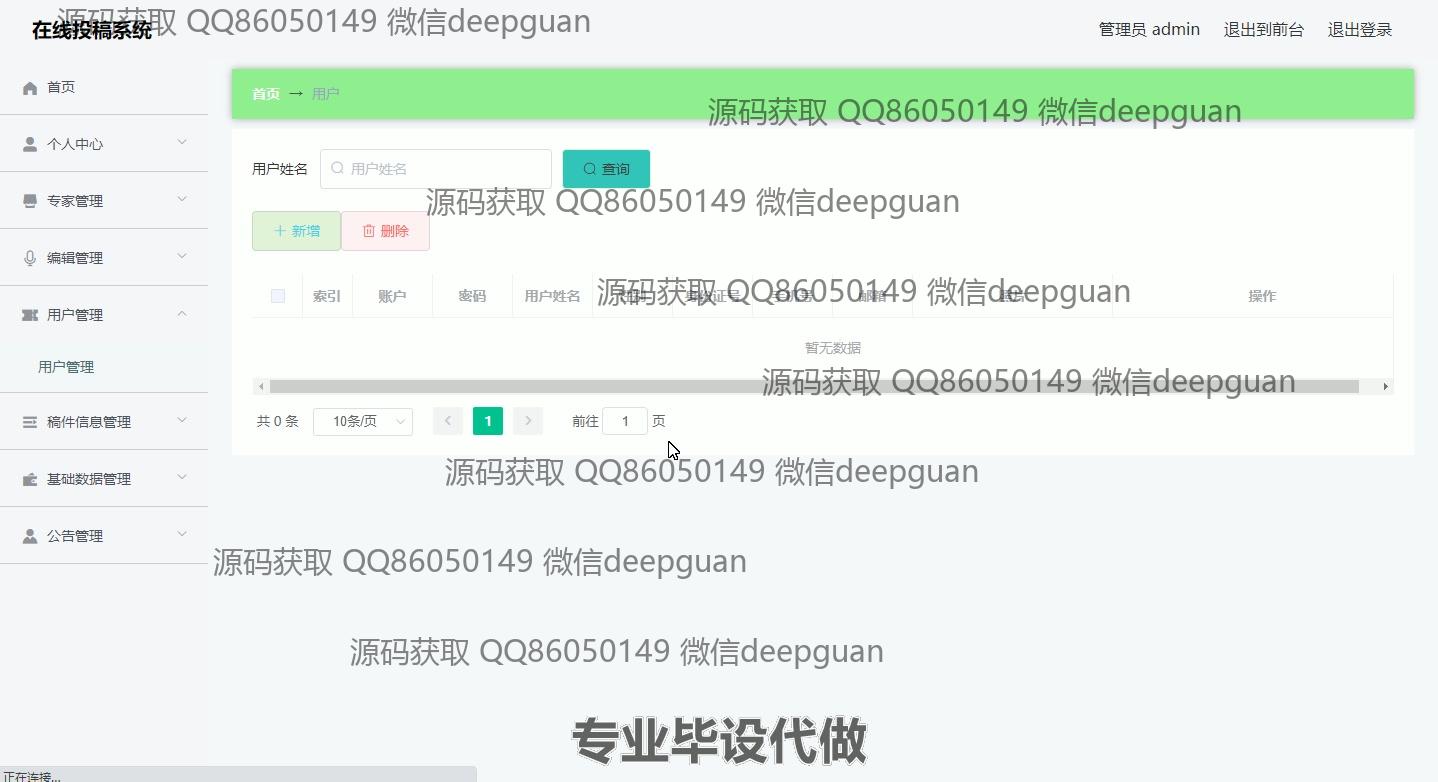 源码获取 QQ86050149 微信deepguan
在线投稿系统
管理员 admin 退出到前台 退出登录
首页
首页 → 用户
源码获取 QQ86050149 微信deepguan
个人中心
用户姓名 用户姓名 查询
专家管理
源码获取 QQ86050149 微信deepguan
新增 删除
编辑管理
源码获取 QQ86050149 微信deepguan
索引 账户 密码 用户姓名 性别 身份证号 手机号 邮箱 照片 操作
用户管理
暂无数据
用户管理
源码获取 QQ86050149 微信deepguan
稿件信息管理
共 0 条 10条/页 1 前往 1 页
源码获取 QQ86050149 微信deepguan
基础数据管理
公告管理
源码获取 QQ86050149 微信deepguan
源码获取 QQ86050149 微信deepguan
专业毕设代做
正在连接...